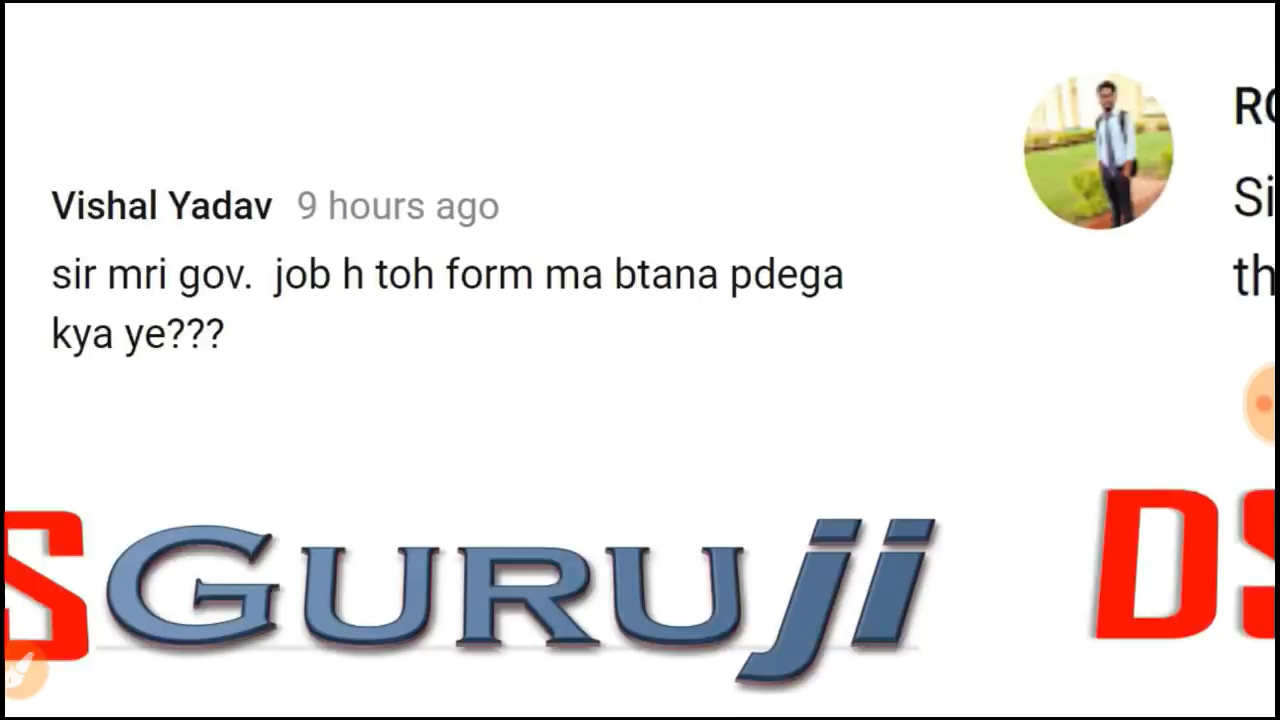 Vishal Yadav 9 hours ago
sir mri gov. job h toh form ma btana pdega
kya ye???
S GURUji